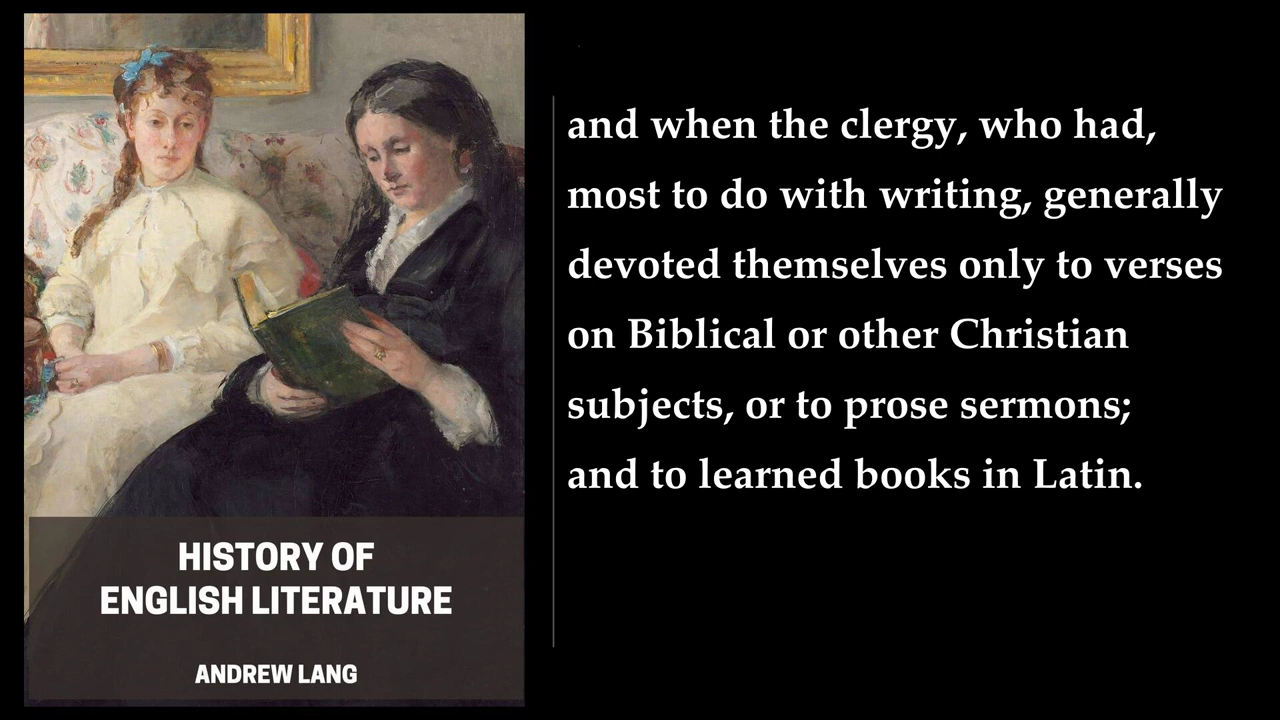 HISTORY OF
ENGLISH LITERATURE
ANDREW LANG
and when the clergy, who had,
most to do with writing, generally
devoted themselves only to verses
on Biblical or other Christian
subjects, or to prose sermons;
and to learned books in Latin.